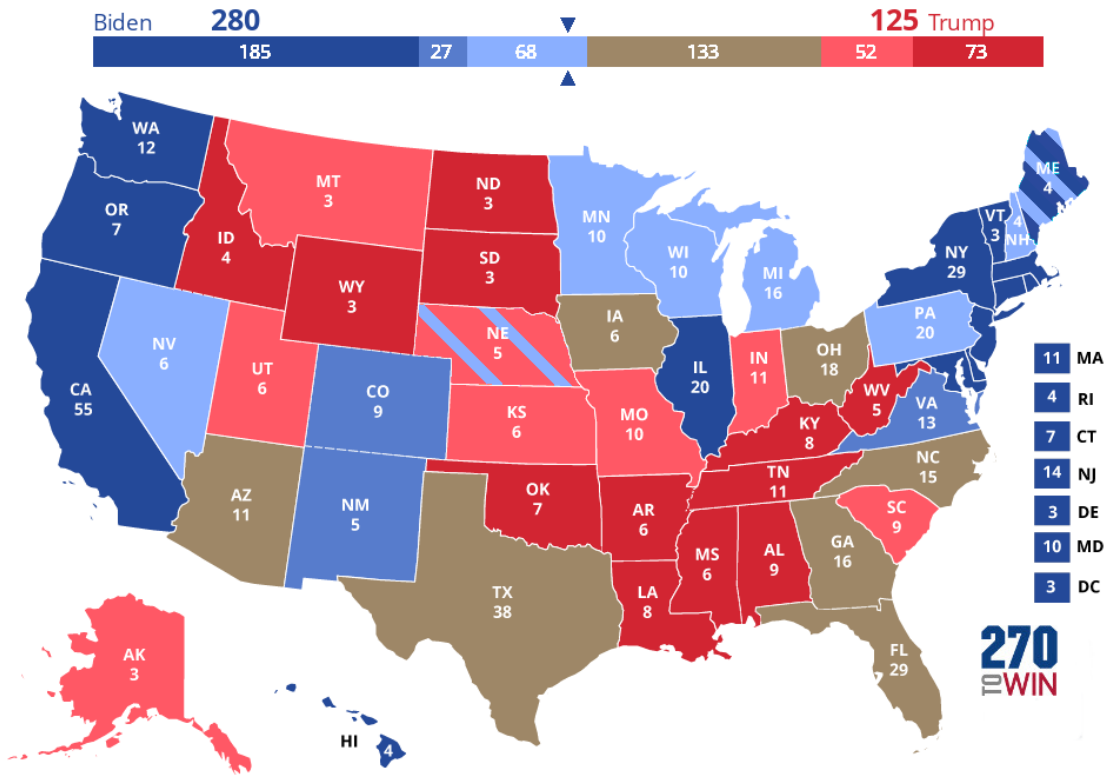 Biden 280
125 Trump
185 27 68 133 52 73
WA
12
OR
7
CA
55
NV
6
ID
4
MT
3
WY
3
UT
6
AZ
11
CO
9
NM
5
ND
3
SD
3
NE
5
KS
6
OK
7
TX
38
MN
10
IA
6
MO
10
AR
6
LA
8
WI
10
IL
20
MI
16
IN
11
OH
18
KY
8
TN
11
MS
6
AL
9
GA
16
FL
29
SC
9
NC
15
VA
13
WV
5
PA
20
NY
29
VT
3
4
NH
ME
4
11 MA
4 RI
7 CT
14 NJ
3 DE
10 MD
3 DC
AK
3
HI
4
270
TO WIN